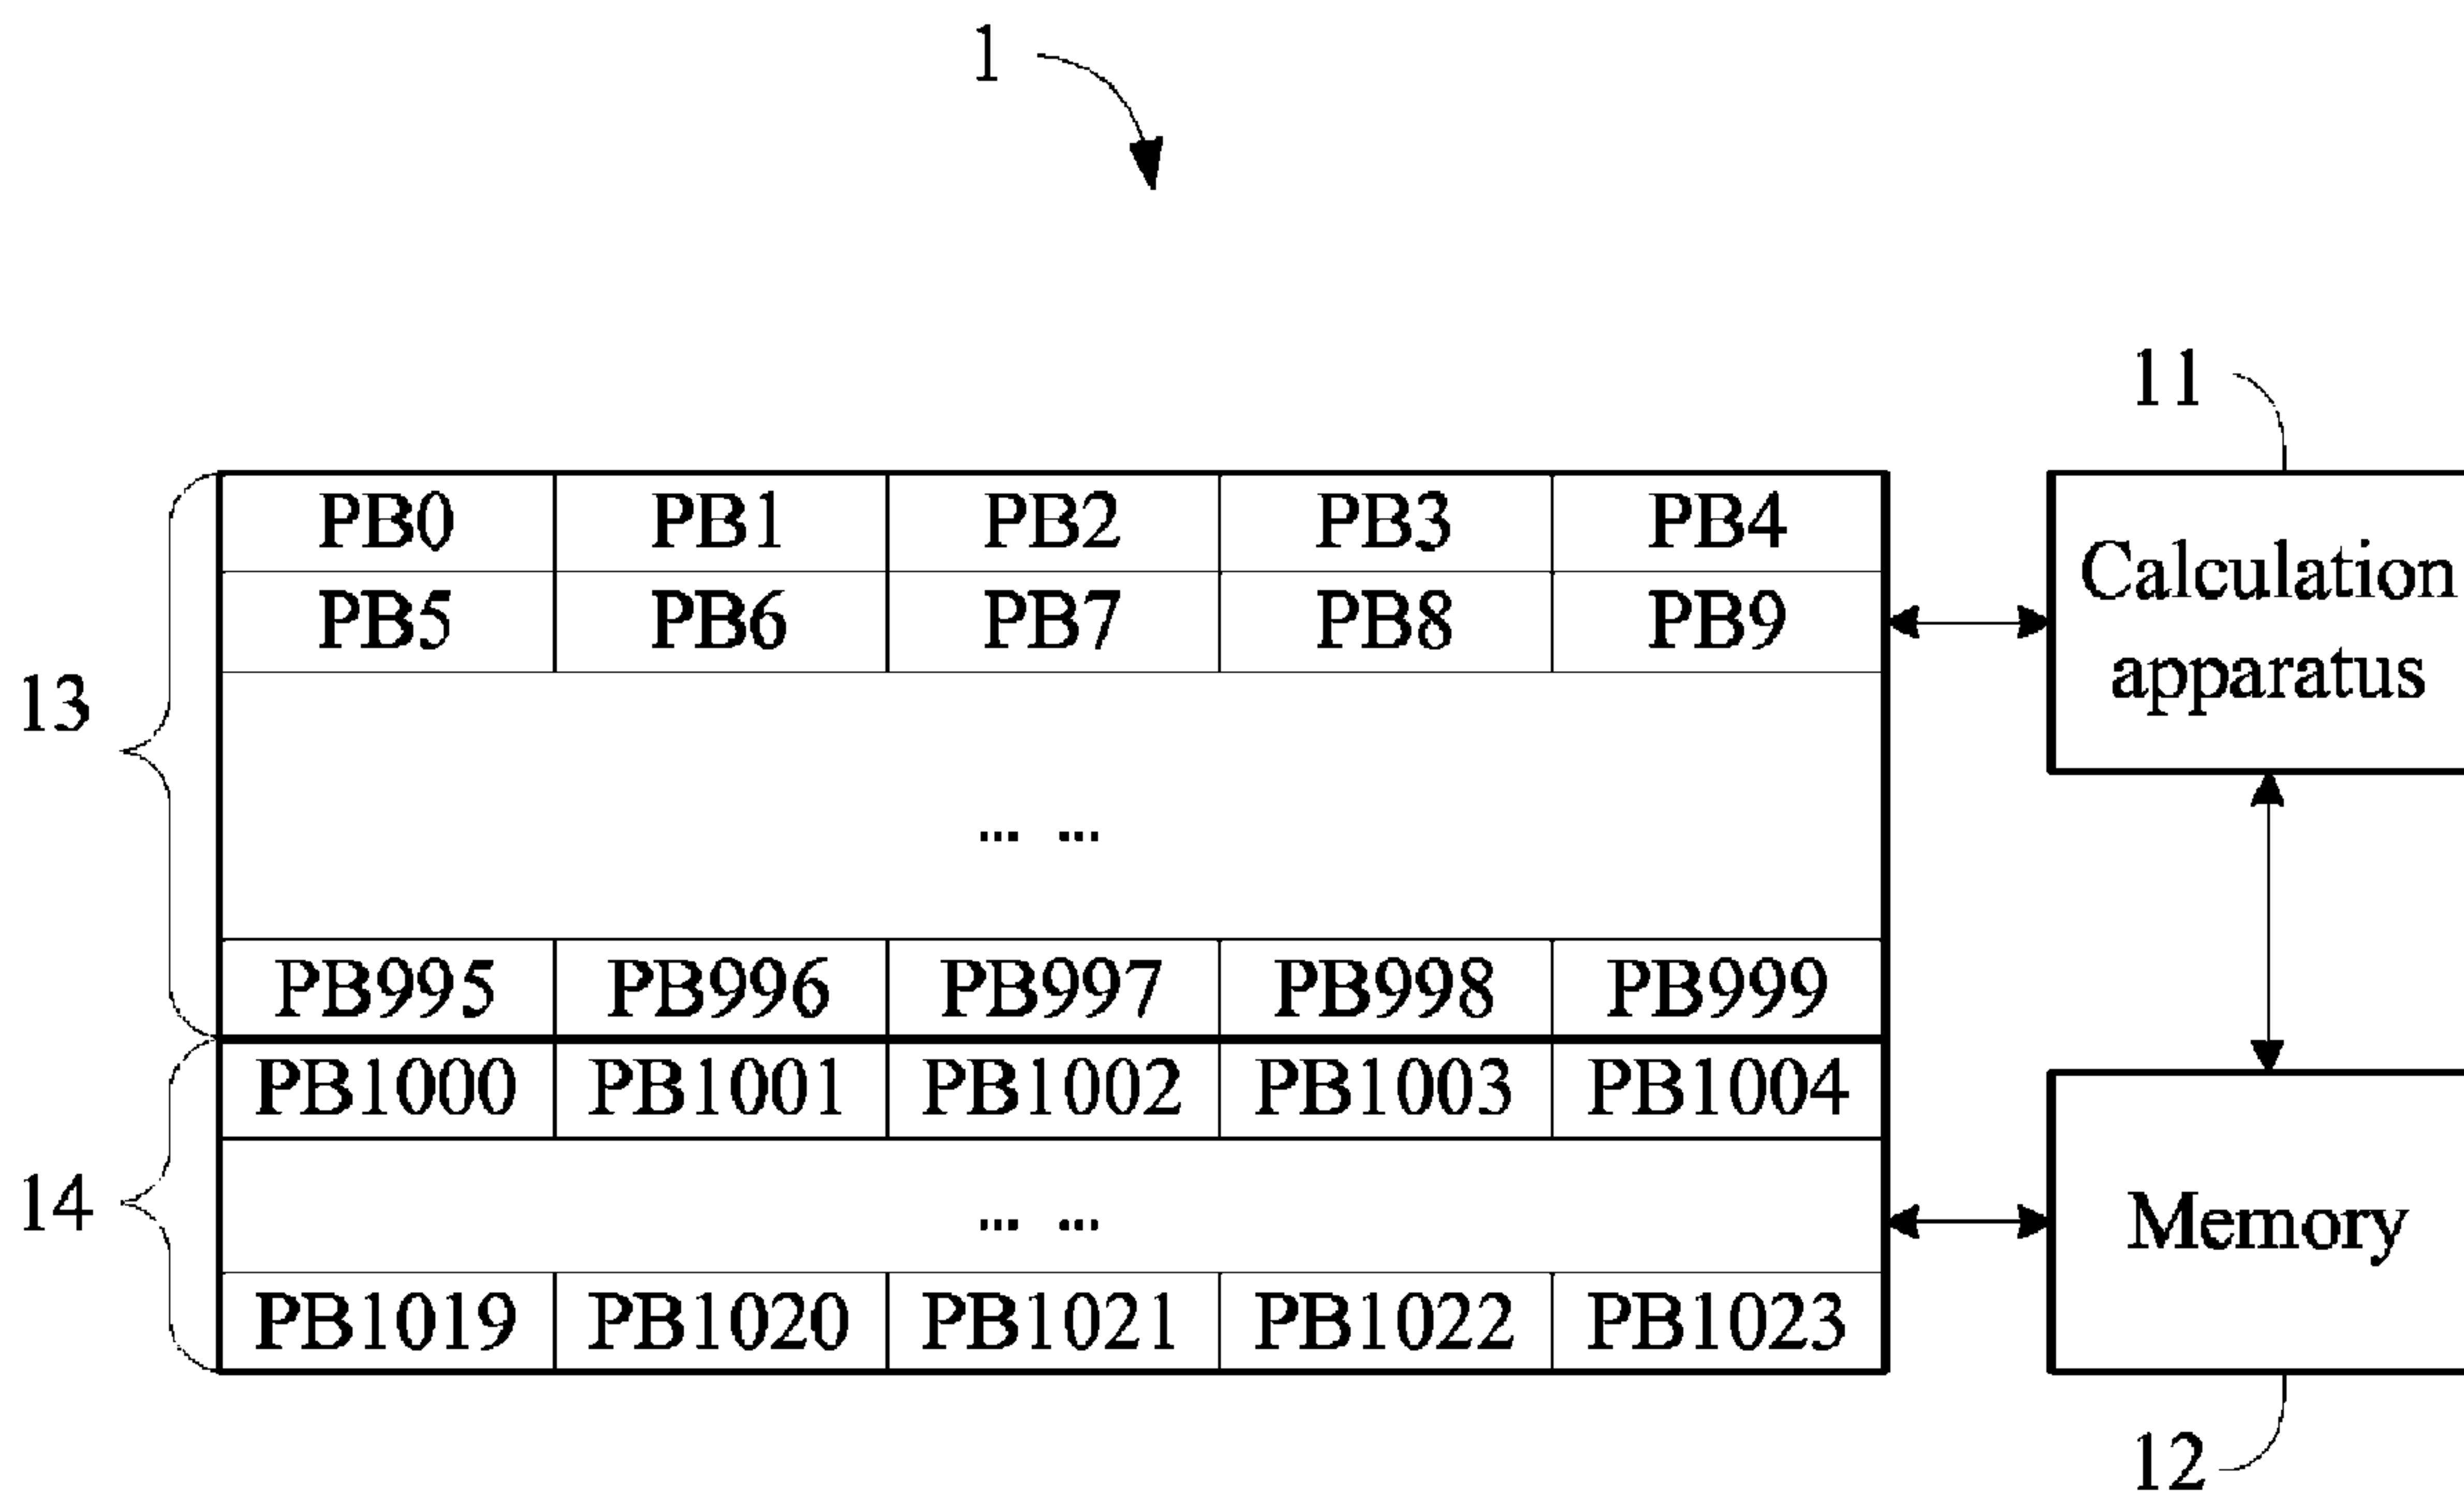 1
11
PB0 PB1 PB2 PB3 PB4
Calculation
apparatus
PB5 PB6 PB7 PB8 PB9
13
... ...
PB995 PB996 PB997 PB998 PB999
PB1000 PB1001 PB1002 PB1003 PB1004
14
... ...
Memory
PB1019 PB1020 PB1021 PB1022 PB1023
12